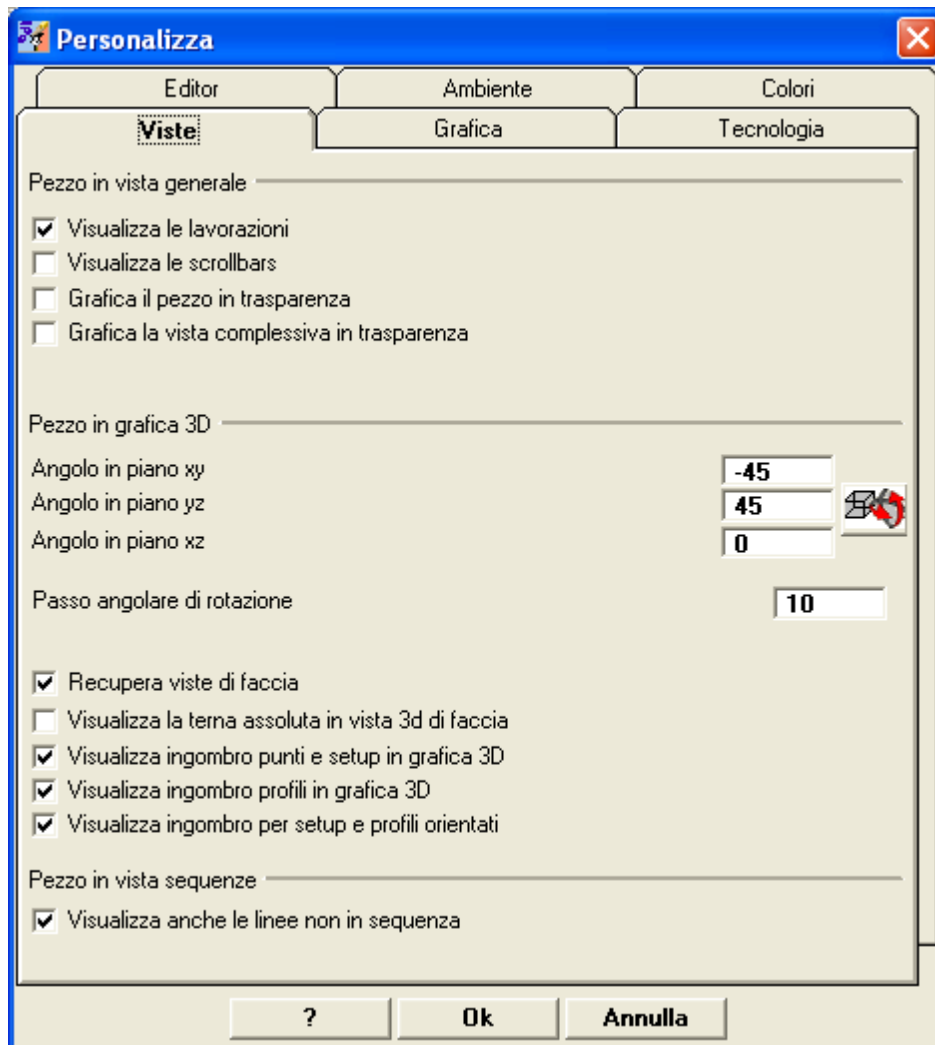 Personalizza
Editor Ambiente Colori
Viste Grafica Tecnologia
Pezzo in vista generale
Visualizza le lavorazioni
Visualizza le scrollbars
Grafica il pezzo in trasparenza
Grafica la vista complessiva in trasparenza
Pezzo in grafica 3D
Angolo in piano xy -45
Angolo in piano yz 45
Angolo in piano xz 0
Passo angolare di rotazione 10
Recupera viste di faccia
Visualizza la terna assoluta in vista 3d di faccia
Visualizza ingombro punti e setup in grafica 3D
Visualizza ingombro profili in grafica 3D
Visualizza ingombro per setup e profili orientati
Pezzo in vista sequenze
Visualizza anche le linee non in sequenza
? Ok Annulla